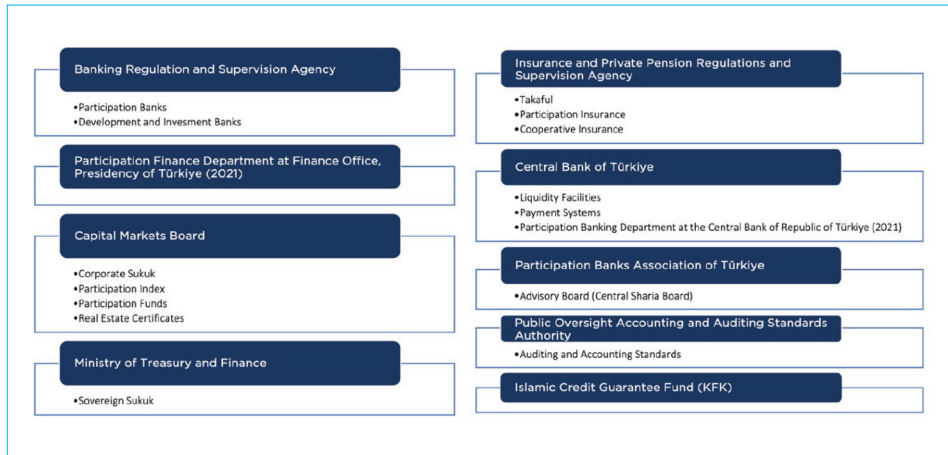 Banking Regulation and Supervision Agency
•Participation Banks
•Development and Invesment Banks
Participation Finance Department at Finance Office,
Presidency of Türkiye (2021)
Capital Markets Board
•Corporate Sukuk
•Participation Index
•Participation Funds
•Real Estate Certificates
Ministry of Treasury and Finance
•Sovereign Sukuk
Insurance and Private Pension Regulations and
Supervision Agency
•Takaful
•Participation Insurance
•Cooperative Insurance
Central Bank of Türkiye
•Liquidity Facilities
•Payment Systems
•Participation Banking Department at the Central Bank of Republic of Türkiye (2021)
Participation Banks Association of Türkiye
•Advisory Board (Central Sharia Board)
Public Oversight Accounting and Auditing Standards
Authority
•Auditing and Accounting Standards
Islamic Credit Guarantee Fund (KFK)